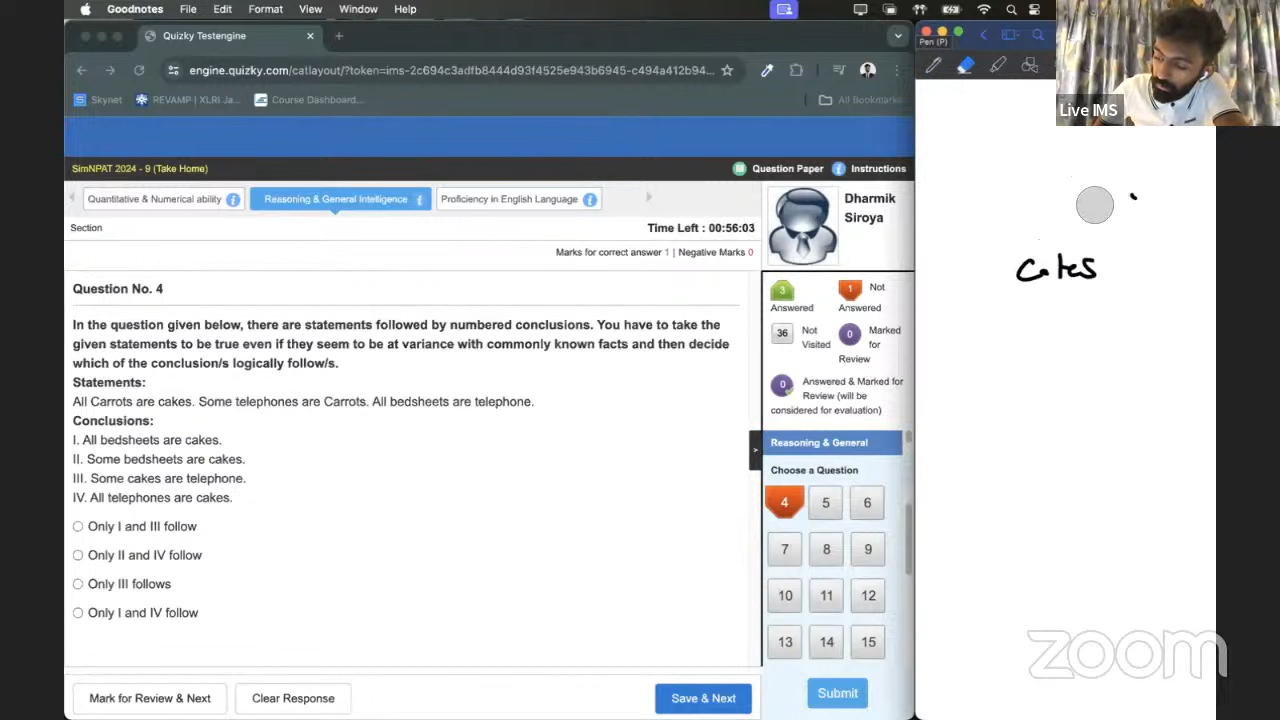 Goodnotes File Edit Format View Window Help
Quizky Testengine
Pen (P)
engine.quizky.com/catlayout/?token=ims-2c694c3adfb8444d93f4525e943b6945-c494a412b94...
Skynet REVAMP | XLRI Ja... Course Dashboard... All Bookmarks
Live IMS
SimNPAT 2024 - 9 (Take Home) Question Paper Instructions
Quantitative & Numerical ability Reasoning & General Intelligence Proficiency in English Language
Dharmik Siroya
Section Time Left : 00:56:03
Marks for correct answer 1 | Negative Marks 0
Question No. 4
In the question given below, there are statements followed by numbered conclusions. You have to take the
given statements to be true even if they seem to be at variance with commonly known facts and then decide
which of the conclusion/s logically follow/s.
Statements:
All Carrots are cakes. Some telephones are Carrots. All bedsheets are telephone.
Conclusions:
I. All bedsheets are cakes.
II. Some bedsheets are cakes.
III. Some cakes are telephone.
IV. All telephones are cakes.
Only I and III follow
Only II and IV follow
Only III follows
Only I and IV follow
Mark for Review & Next Clear Response Save & Next
3 Answered 1 Not Answered
36 Not Visited 0 Marked for Review
0 Answered & Marked for Review (will be considered for evaluation)
Reasoning & General
Choose a Question
4 5 6
7 8 9
10 11 12
13 14 15
Submit
zoom